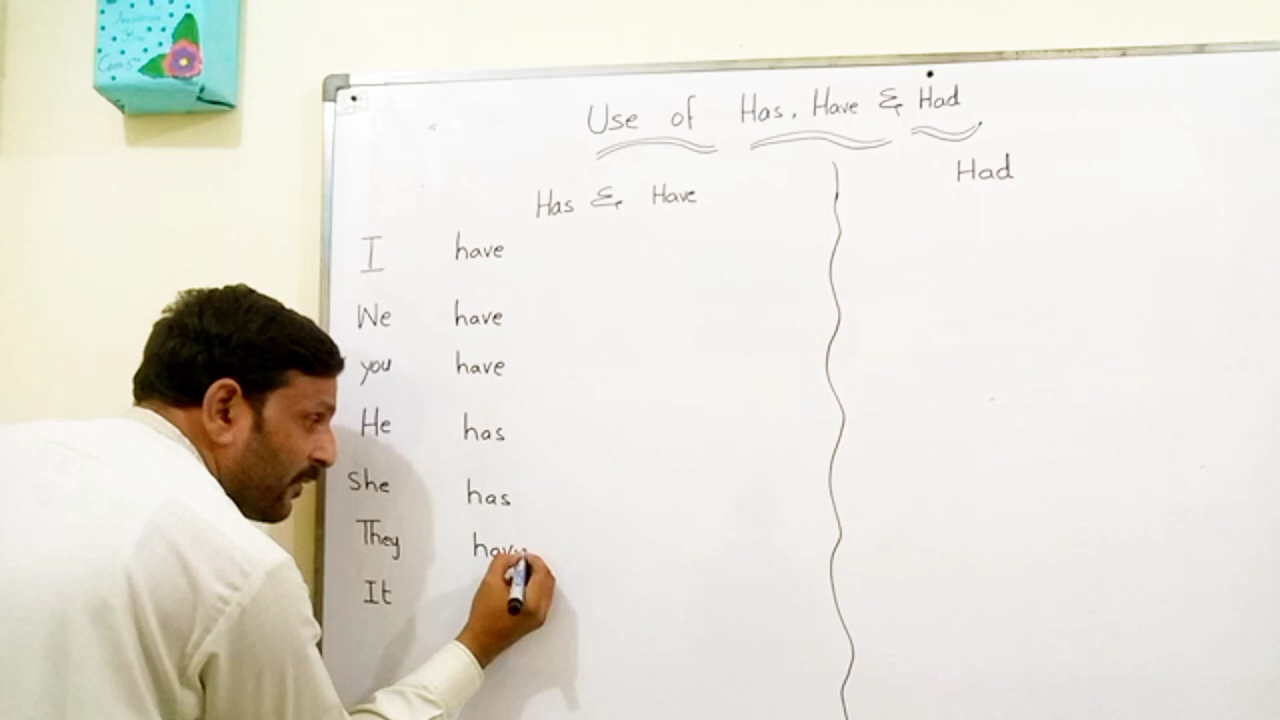 Use of Has, Have & Had
Has & Have
I have
We have
you have
He has
She has
They hav
It
Had